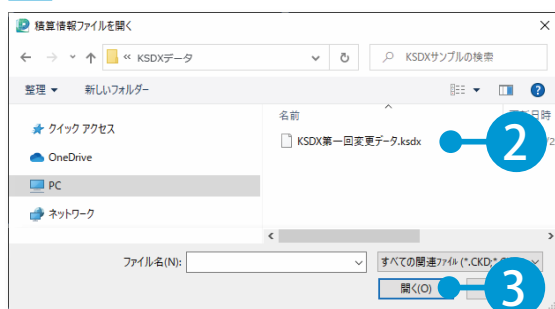 積算情報ファイルを開く
« KSDXデータ
KSDXサンプルの検索
整理
新しいフォルダー
名前
クイック アクセス
KSDX第一回変更データ.ksdx
2
OneDrive
PC
ネットワーク
ファイル名(N):
すべての関連ファイル (*.CKD;*.
開く(O)
3